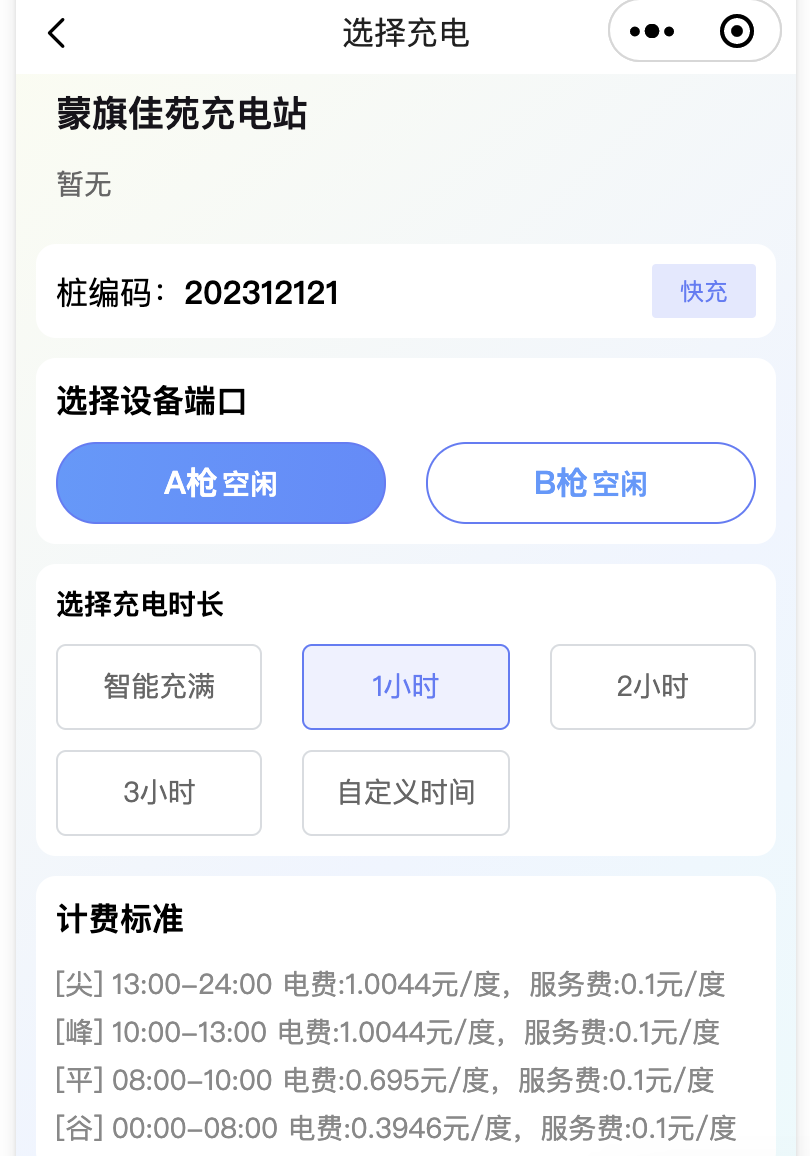 选择充电
蒙旗佳苑充电站
暂无
桩编码：202312121
快充
选择设备端口
A枪 空闲
B枪 空闲
选择充电时长
智能充满
1小时
2小时
3小时
自定义时间
计费标准
[尖] 13:00-24:00 电费:1.0044元/度，服务费:0.1元/度
[峰] 10:00-13:00 电费:1.0044元/度，服务费:0.1元/度
[平] 08:00-10:00 电费:0.695元/度，服务费:0.1元/度
[谷] 00:00-08:00 电费:0.3946元/度，服务费:0.1元/度